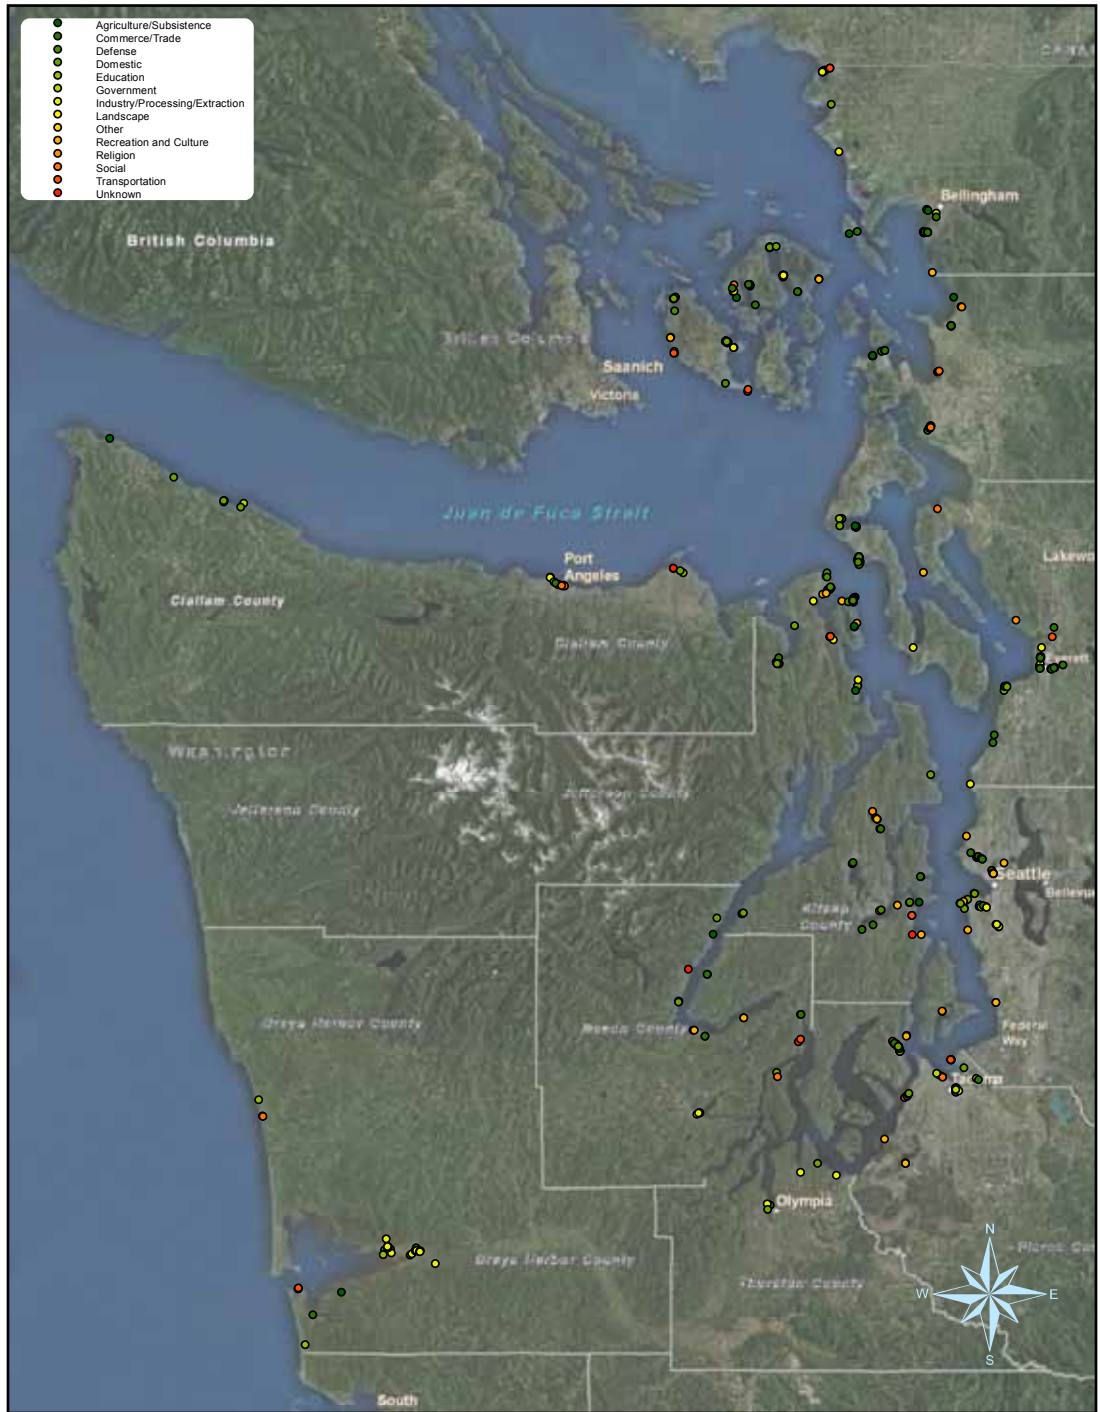 Agriculture/Subsistence
Commerce/Trade
Defense
Domestic
Education
Government
Industry/Processing/Extraction
Landscape
Other
Recreation and Culture
Religion
Social
Transportation
Unknown
Bellingham
British Columbia
Saanich
Victoria
Juan de Fuca Strait
Port
Angeles
Clallam County
Clallam County
Washington
Jefferson County
Jefferson County
Seattle
Bellevue
Kitsap
County
Grays Harbor County
Federal
Way
Olympia
Grays Harbor County
Thurston County
South
N
W
E
S